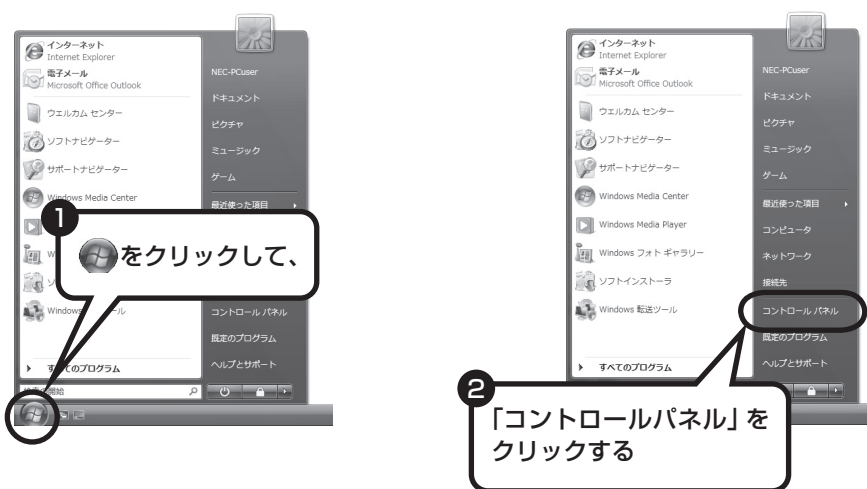 インターネット
Internet Explorer
電子メール
Microsoft Office Outlook
ウェルカム センター
ソフトナビゲーター
サポートナビゲーター
Windows Media Center
すべてのプログラム
NEC-PCuser
ドキュメント
ピクチャ
ミュージック
ゲーム
最近使った項目
コントロール パネル
既定のプログラム
ヘルプとサポート
1
をクリックして、
インターネット
Internet Explorer
電子メール
Microsoft Office Outlook
ウェルカム センター
ソフトナビゲーター
サポートナビゲーター
Windows Media Center
Windows Media Player
Windows フォト ギャラリー
ソフトインストーラ
Windows 転送ツール
すべてのプログラム
NEC-PCuser
ドキュメント
ピクチャ
ミュージック
ゲーム
最近使った項目
コンピュータ
ネットワーク
接続先
コントロール パネル
既定のプログラム
ヘルプとサポート
2
「コントロールパネル」を
クリックする